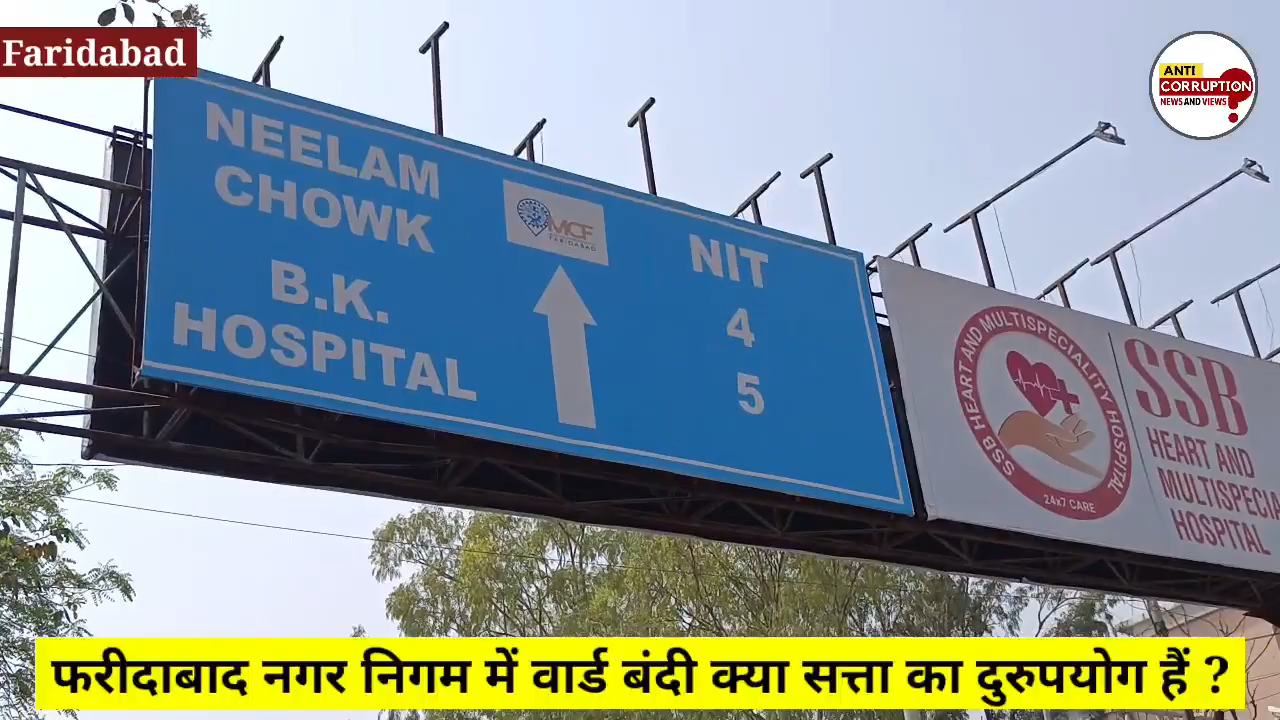 Faridabad
ANTI
CORRUPTION
NEWS AND VIEWS
NEELAM
CHOWK
B.K.
HOSPITAL
MCF
FARIDABAD
NIT
4
5
SSB HEART AND MULTISPECIALITY HOSPITAL
24x7 CARE
SSB
HEART AND
MULTISPECIA
HOSPITAL
फरीदाबाद नगर निगम में वार्ड बंदी क्या सत्ता का दुरुपयोग हैं ?